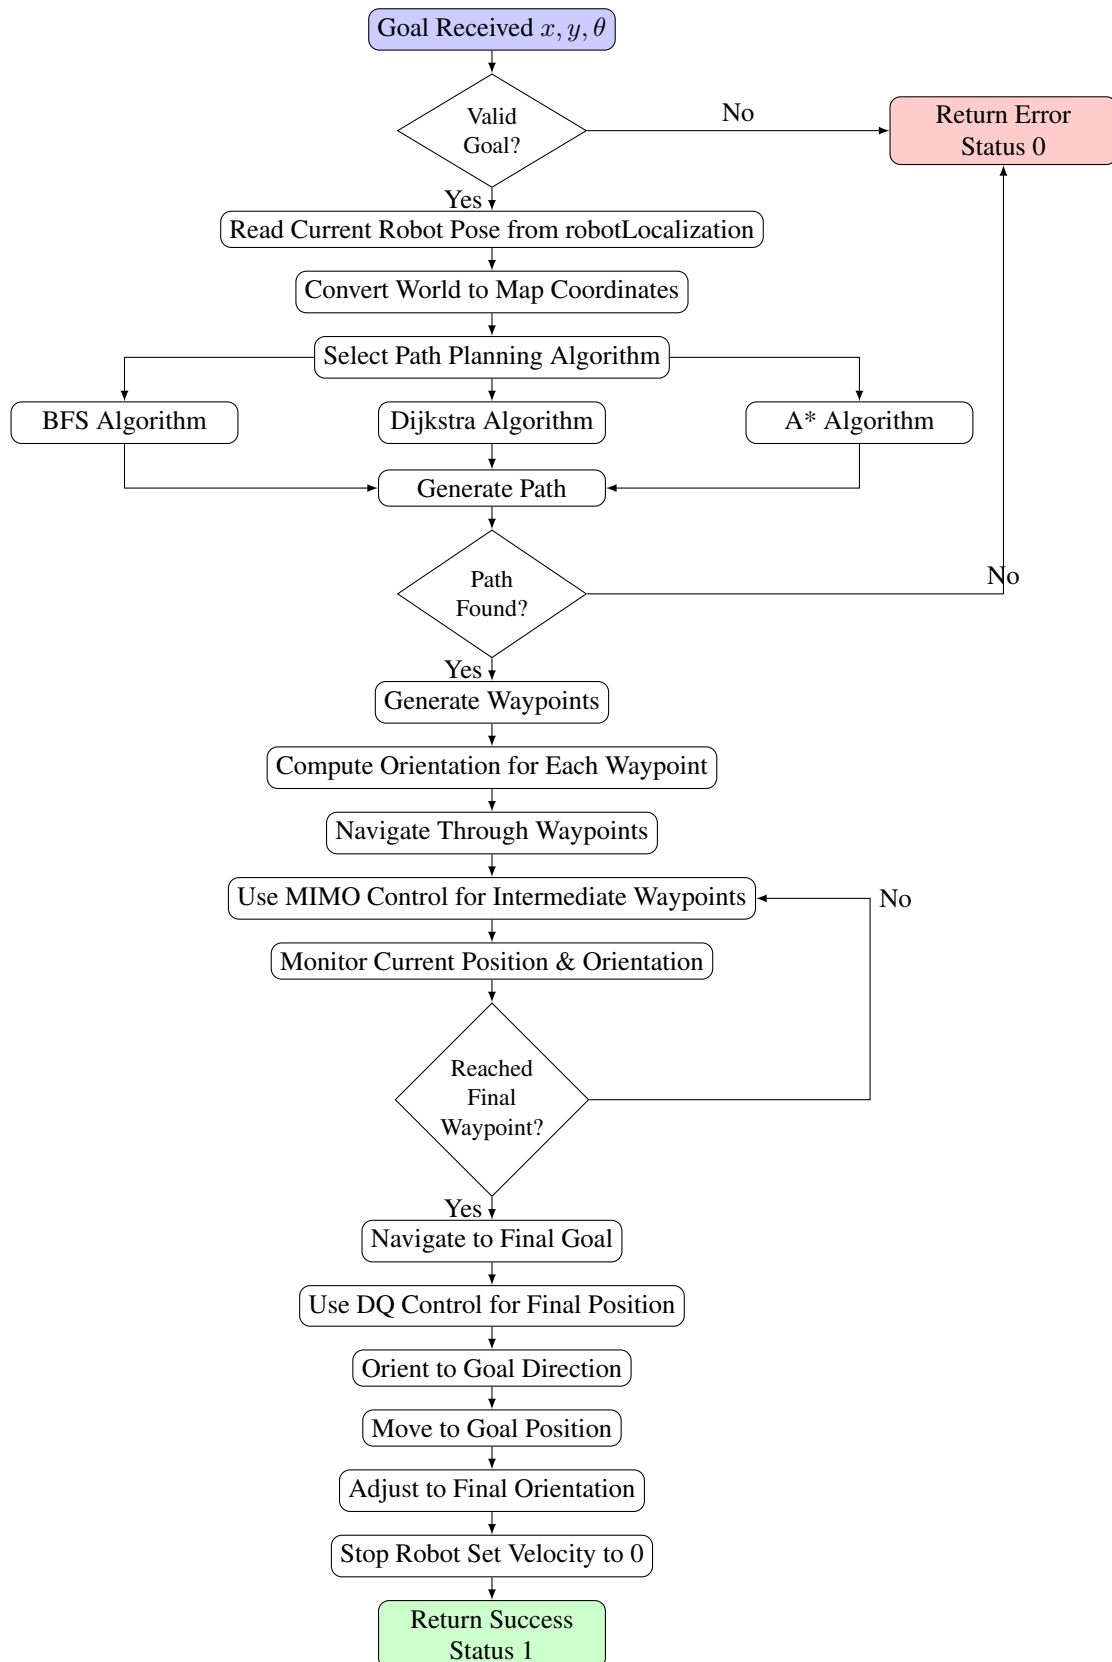 Goal Received x, y, θ
Valid
Goal?
No
Return Error
Status 0
Yes
Read Current Robot Pose from robotLocalization
Convert World to Map Coordinates
Select Path Planning Algorithm
BFS Algorithm
Dijkstra Algorithm
A* Algorithm
Generate Path
Path
Found?
No
Yes
Generate Waypoints
Compute Orientation for Each Waypoint
Navigate Through Waypoints
Use MIMO Control for Intermediate Waypoints
No
Monitor Current Position & Orientation
Reached
Final
Waypoint?
Yes
Navigate to Final Goal
Use DQ Control for Final Position
Orient to Goal Direction
Move to Goal Position
Adjust to Final Orientation
Stop Robot Set Velocity to 0
Return Success
Status 1